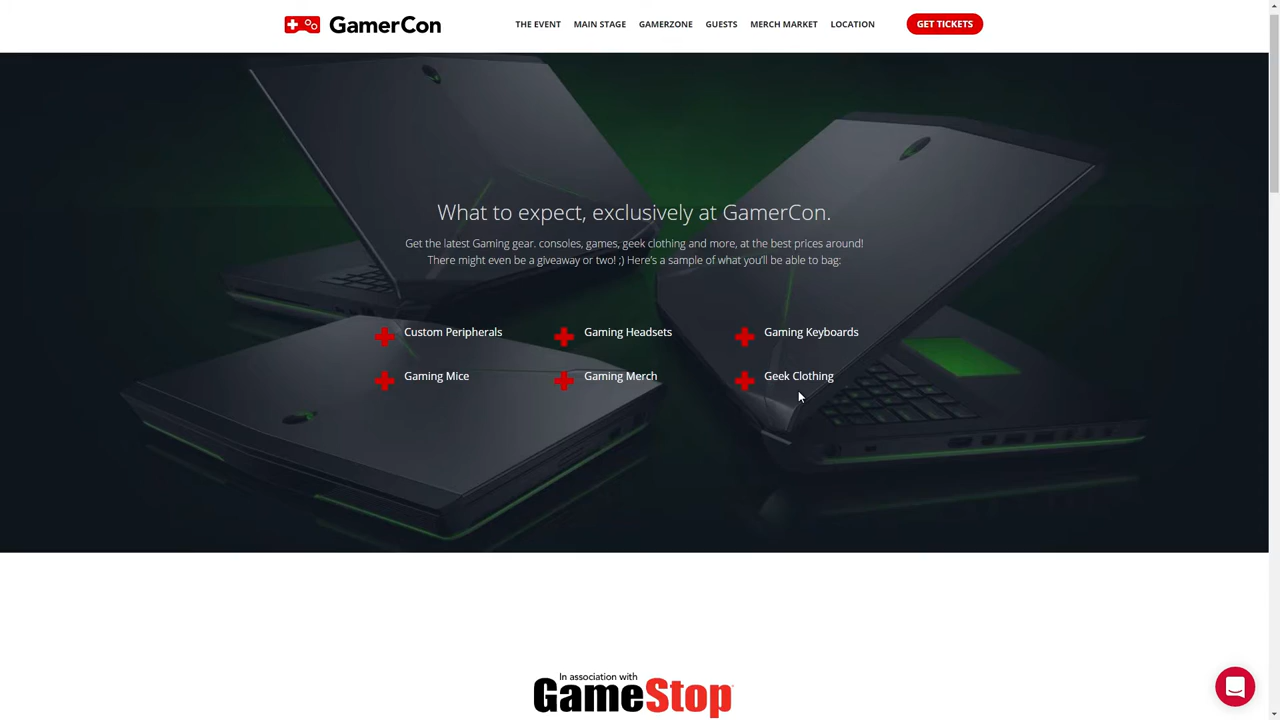 GamerCon
THE EVENT MAIN STAGE GAMERZONE GUESTS MERCH MARKET LOCATION GET TICKETS
What to expect, exclusively at GamerCon.
Get the latest Gaming gear. consoles, games, geek clothing and more, at the best prices around!
There might even be a giveaway or two! ;) Here's a sample of what you'll be able to bag:
Custom Peripherals Gaming Headsets Gaming Keyboards
Gaming Mice Gaming Merch Geek Clothing
In association with
GameStop